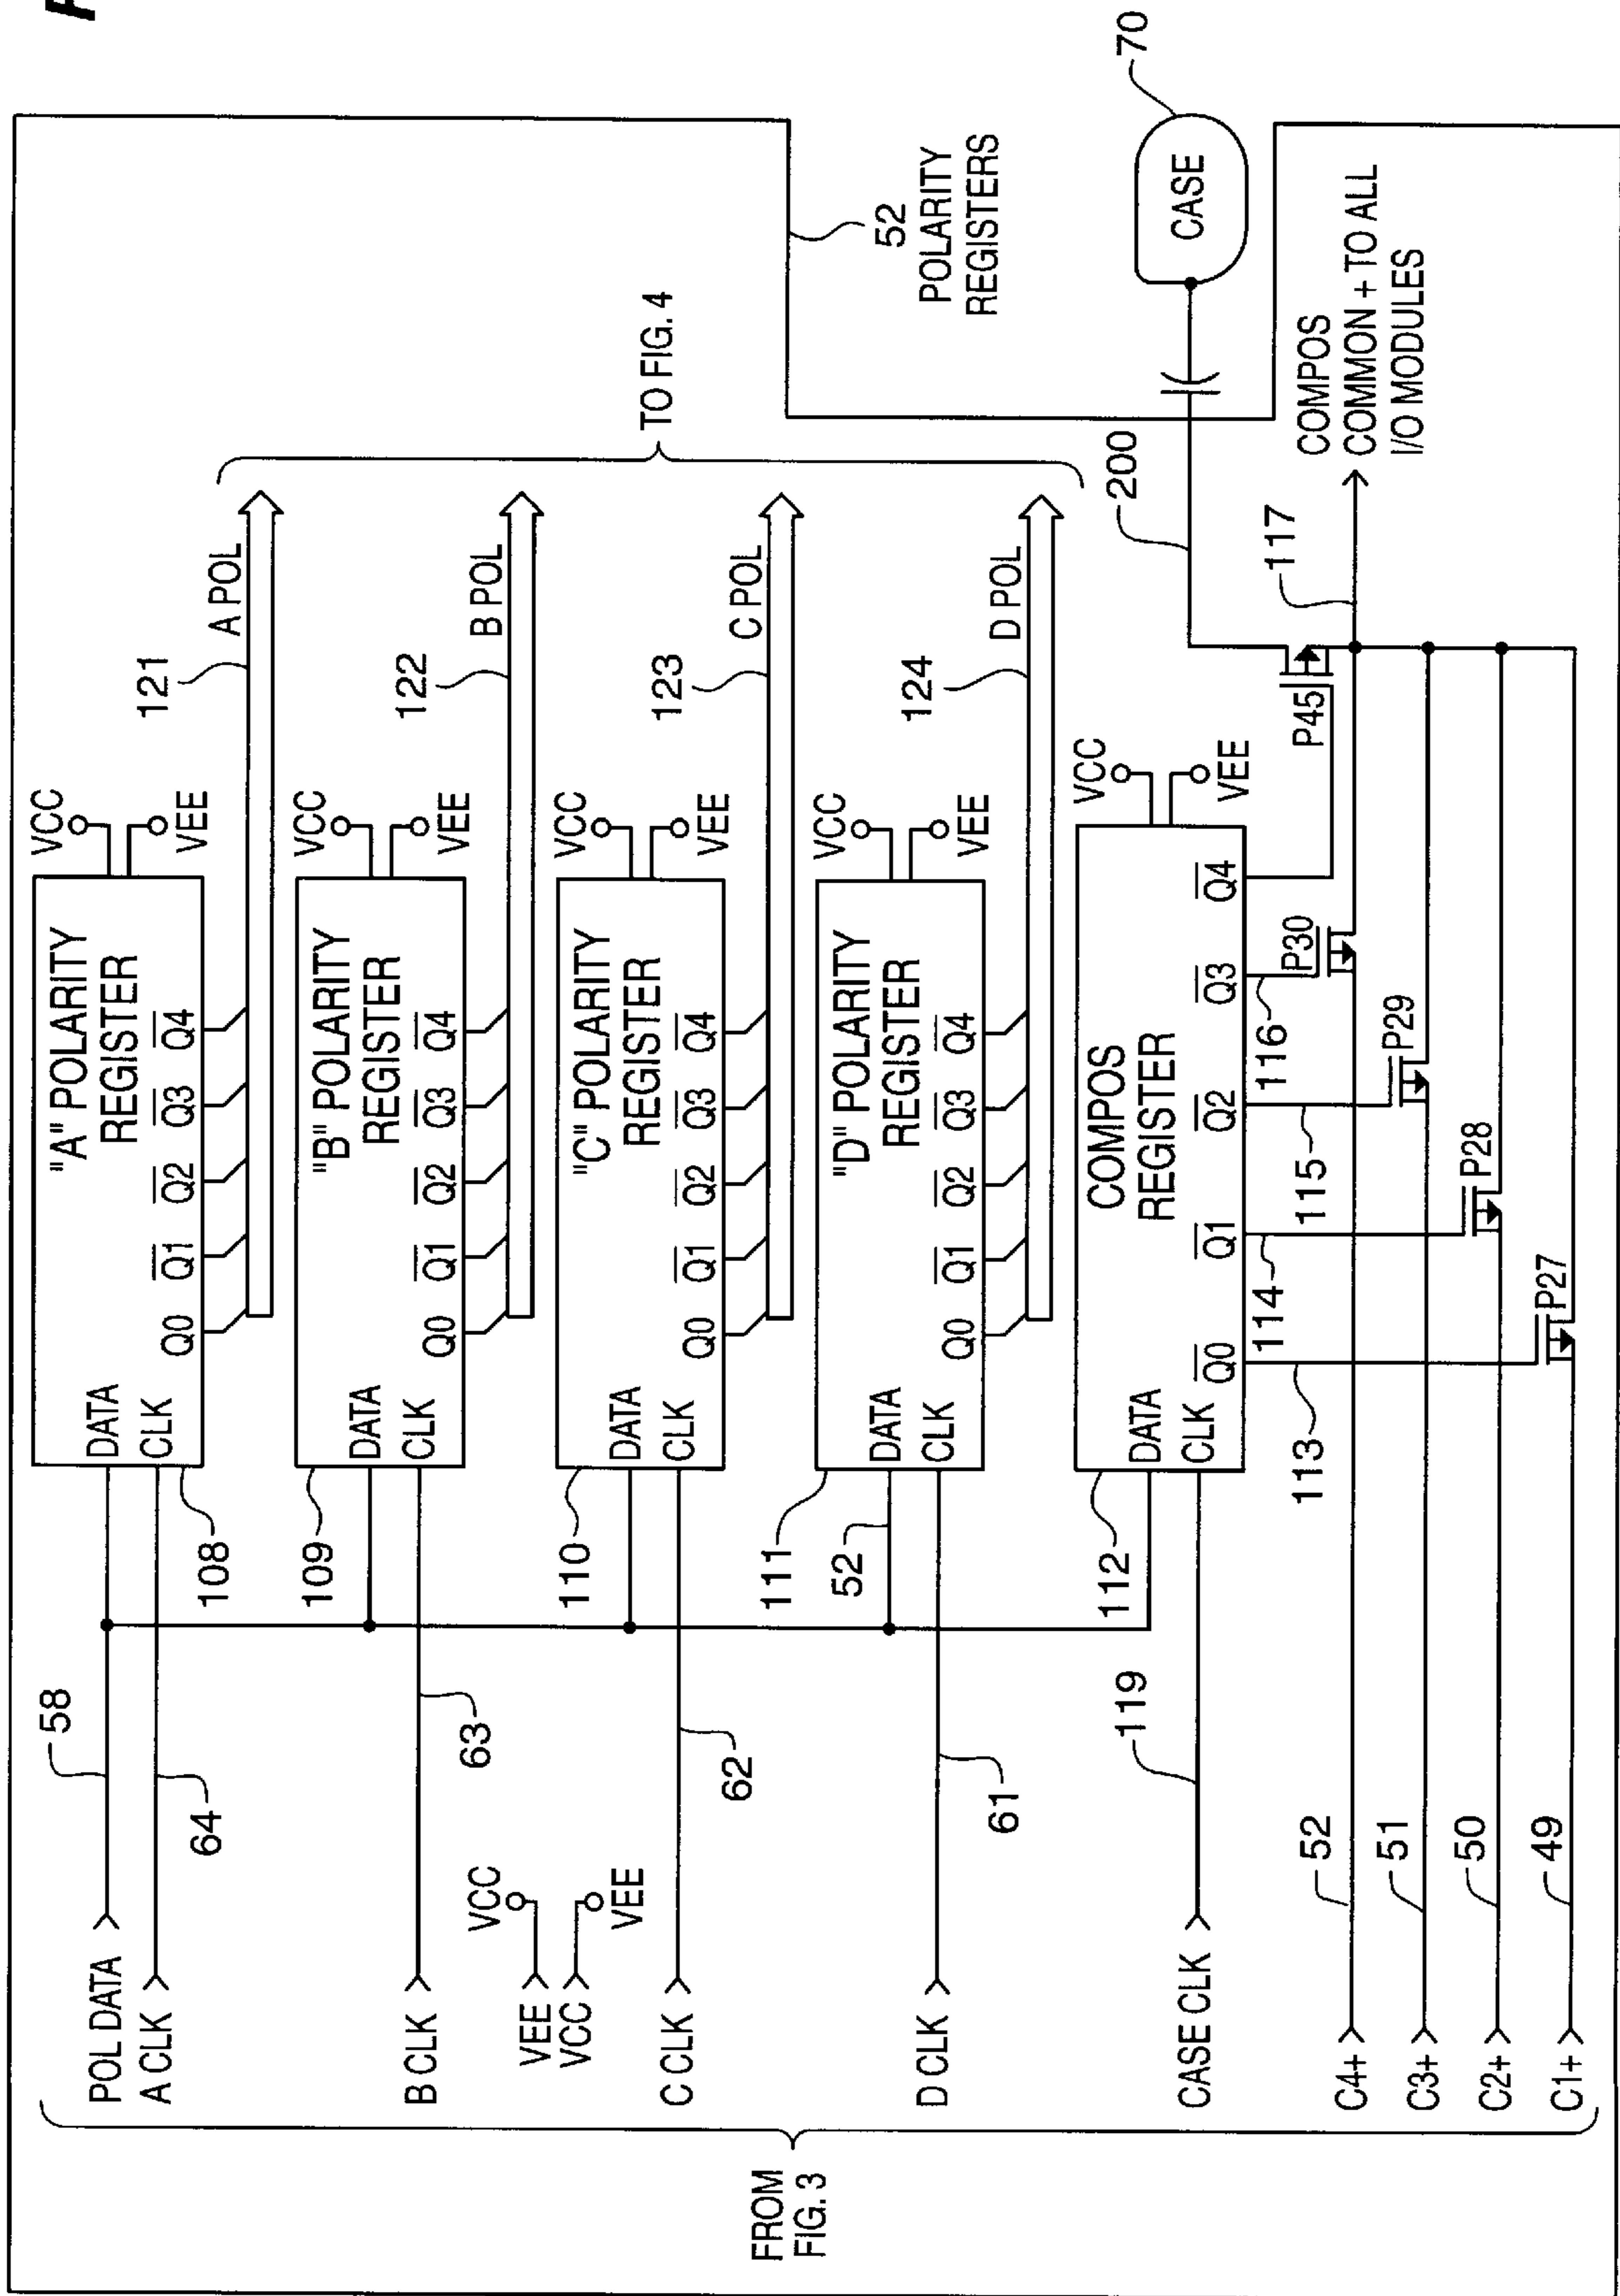 FROM
FIG. 3
POL DATA
A CLK
B CLK
VEE
VCC
C CLK
D CLK
CASE CLK
C4+
C3+
C2+
C1+
58
64
63
VCC
VEE
62
61
119
52
51
50
49
108
109
110
111
52
112
"A" POLARITY
REGISTER
DATA
CLK
Q0
Q1
Q2
Q3
Q4
VCC
VEE
121
A POL
"B" POLARITY
REGISTER
DATA
CLK
Q0
Q1
Q2
Q3
Q4
VCC
VEE
122
B POL
"C" POLARITY
REGISTER
DATA
CLK
Q0
Q1
Q2
Q3
Q4
VCC
VEE
123
C POL
"D" POLARITY
REGISTER
DATA
CLK
Q0
Q1
Q2
Q3
Q4
VCC
VEE
124
D POL
COMPOS
REGISTER
DATA
CLK
Q0
Q1
Q2
Q3
Q4
VCC
VEE
113
114
115
116
P27
P28
P29
P30
P45
117
200
TO FIG. 4
52
POLARITY
REGISTERS
CASE
70
COMPOS
COMMON + TO ALL
I/O MODULES